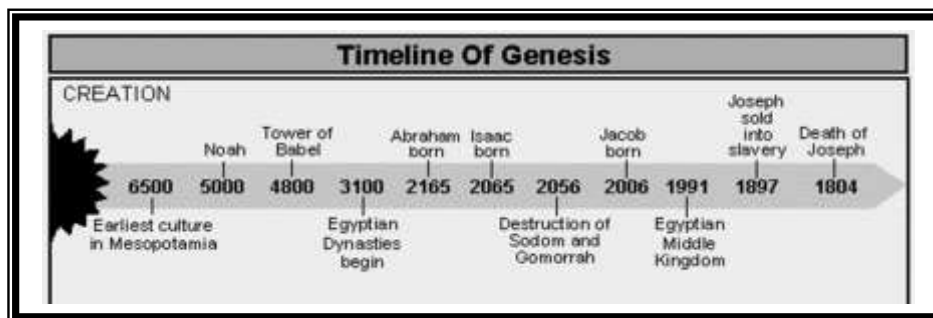 Timeline Of Genesis
CREATION
Noah
Tower of
Babel
Abraham
born
Isaac
born
Jacob
born
Joseph
sold
into
slavery
Death of
Joseph
6500 5000 4800 3100 2165 2065 2056 2006 1991 1897 1804
Earliest culture
in Mesopotamia
Egyptian
Dynasties
begin
Destruction of
Sodom and
Gomorrah
Egyptian
Middle
Kingdom